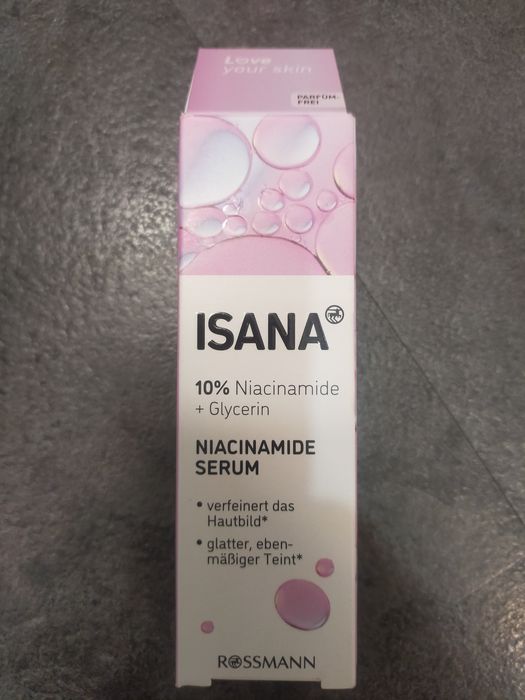 Love
your skin
PARFÜM-
FREI
ISANA
10% Niacinamide
+ Glycerin
NIACINAMIDE
SERUM
• verfeinert das
Hautbild*
• glatter, eben-
mäßiger Teint*
ROSSMANN